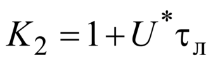 K₂ = 1 + U*τл